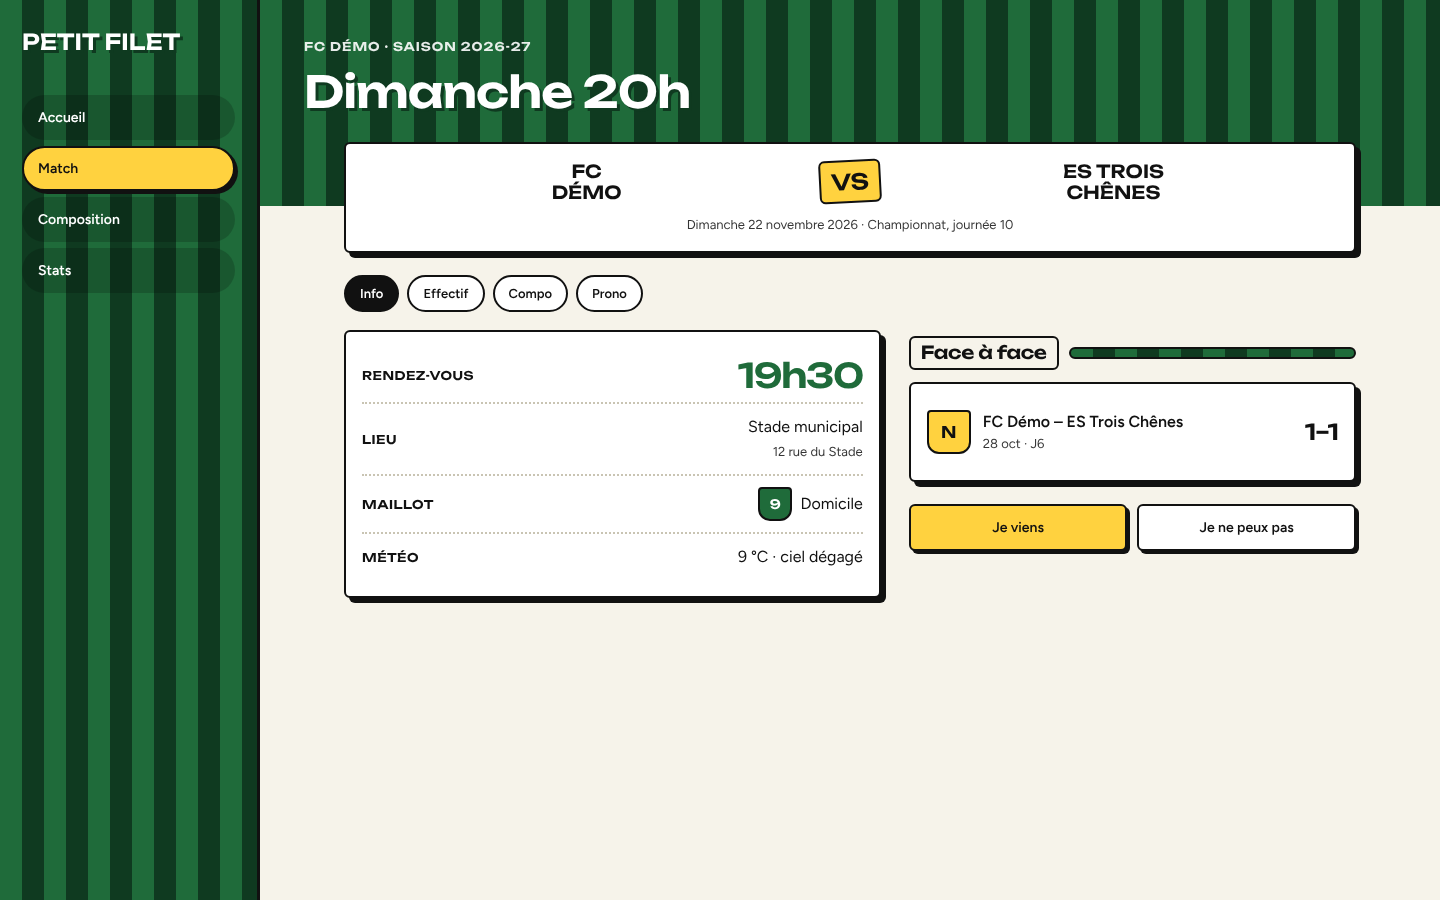 PETIT FILET
Accueil
Match
Composition
Stats
FC DÉMO · SAISON 2026-27
Dimanche 20h
FC
DÉMO
VS
ES TROIS
CHÊNES
Dimanche 22 novembre 2026 · Championnat, journée 10
Info
Effectif
Compo
Prono
RENDEZ-VOUS
19h30
LIEU
Stade municipal
12 rue du Stade
MAILLOT
9
Domicile
MÉTÉO
9 °C · ciel dégagé
Face à face
N
FC Démo – ES Trois Chênes
28 oct · J6
1–1
Je viens
Je ne peux pas